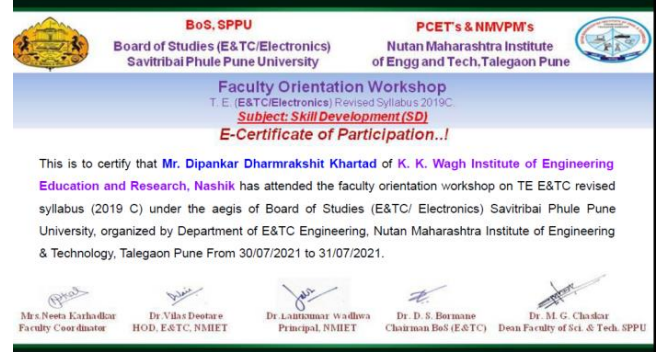 BoS, SPPU
Board of Studies (E&TC/Electronics)
Savitribai Phule Pune University
PCET's & NMVPM's
Nutan Maharashtra Institute
of Engg and Tech,Talegaon Pune
Faculty Orientation Workshop
T. E. (E&TC/Electronics) Revised Syllabus 2019C.
Subject: Skill Development (SD)
E-Certificate of Participation..!
This is to certify that Mr. Dipankar Dharmrakshit Khartad of K. K. Wagh Institute of Engineering
Education and Research, Nashik has attended the faculty orientation workshop on TE E&TC revised
syllabus (2019 C) under the aegis of Board of Studies (E&TC/ Electronics) Savitribai Phule Pune
University, organized by Department of E&TC Engineering, Nutan Maharashtra Institute of Engineering
& Technology, Talegaon Pune From 30/07/2021 to 31/07/2021.
Mrs.Neeta Karhadkar
Faculty Coordinator
Dr.Vilas Deotare
HOD, E&TC, NMIET
Dr.Lalitkumar Wadhwa
Principal, NMIET
Dr. D. S. Bormane
Chairman BoS (E&TC)
Dr. M. G. Chaskar
Dean Faculty of Sci. & Tech. SPPU